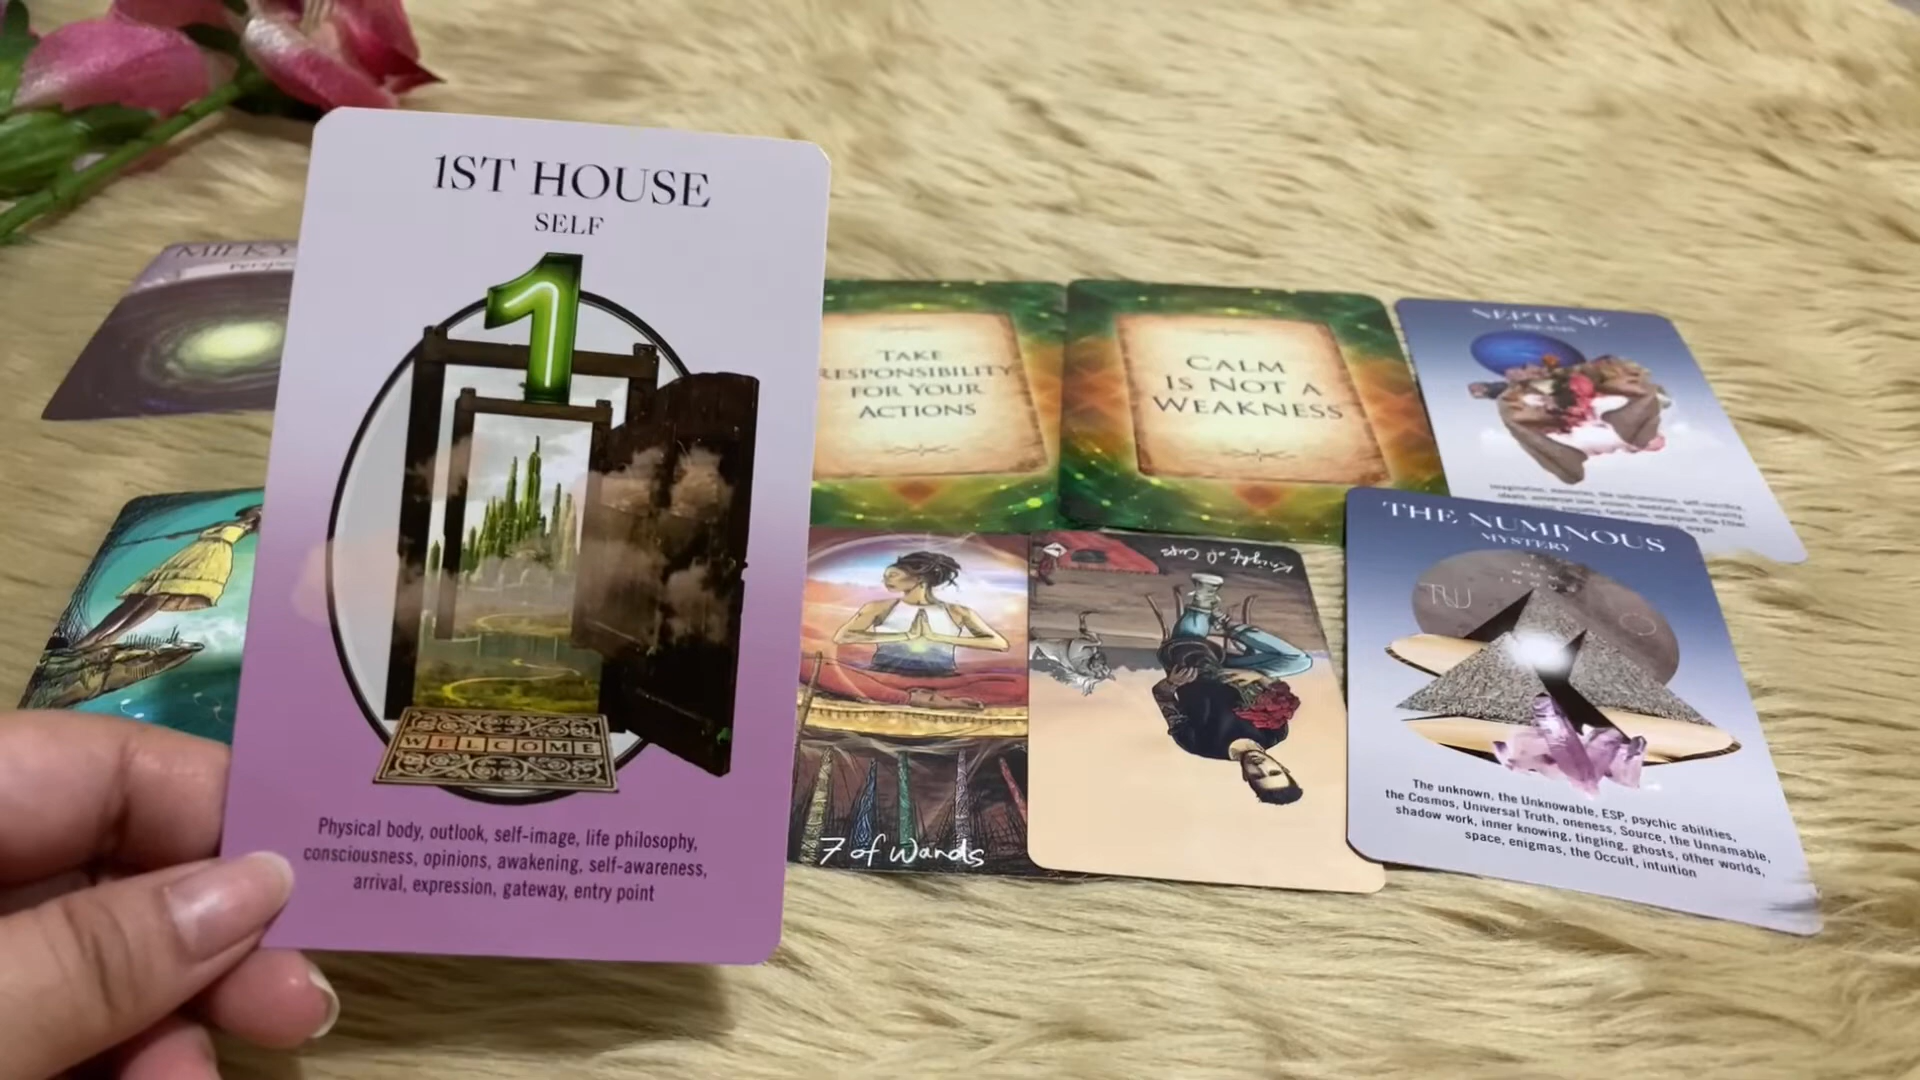 1ST HOUSE
SELF
1
WELCOME
Physical body, outlook, self-image, life philosophy,
consciousness, opinions, awakening, self-awareness,
arrival, expression, gateway, entry point
MILKY
TAKE
RESPONSIBILITY
FOR YOUR
ACTIONS
CALM
IS NOT A
WEAKNESS
NEPTUNE
DREAMS
7 of Wands
Knight of Cups
THE NUMINOUS
MYSTERY
The unknown, the Unknowable, ESP, psychic abilities,
the Cosmos, Universal Truth, oneness, Source, the Unnamable,
shadow work, inner knowing, tingling, ghosts, other worlds,
space, enigmas, the Occult, intuition